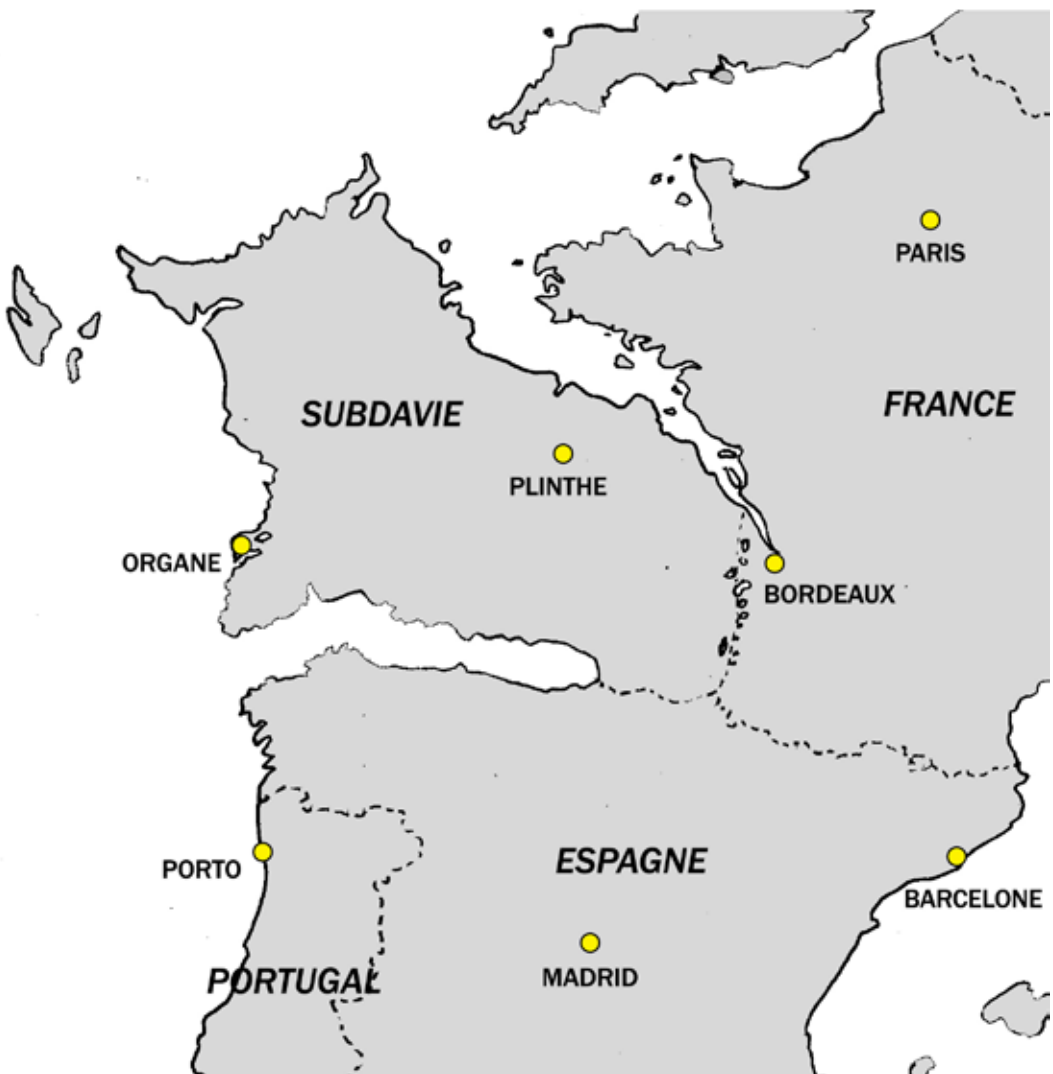 PARIS
SUBDAVIE
FRANCE
PLINTHE
ORGANE
BORDEAUX
PORTO
ESPAGNE
BARCELONE
PORTUGAL
MADRID